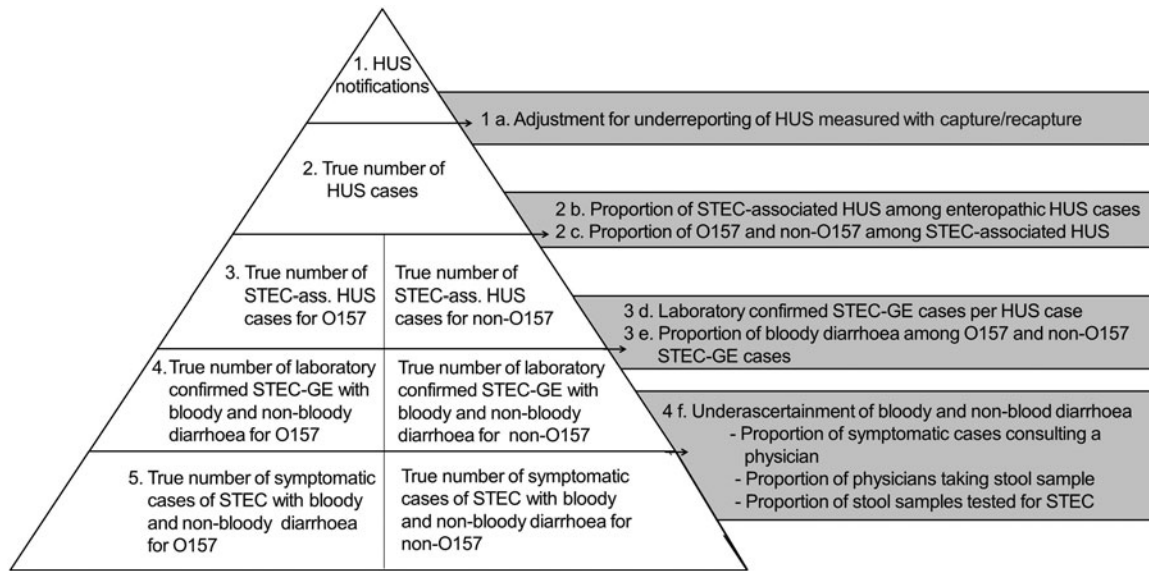 1. HUS
notifications
1 a. Adjustment for underreporting of HUS measured with capture/recapture
2. True number of
HUS cases
2 b. Proportion of STEC-associated HUS among enteropathic HUS cases
2 c. Proportion of O157 and non-O157 among STEC-associated HUS
3. True number of
STEC-ass. HUS
cases for O157
True number of
STEC-ass. HUS
cases for non-O157
3 d. Laboratory confirmed STEC-GE cases per HUS case
3 e. Proportion of bloody diarrhoea among O157 and non-O157
STEC-GE cases
4. True number of laboratory
confirmed STEC-GE with
bloody and non-bloody
diarrhoea for O157
True number of laboratory
confirmed STEC-GE with
bloody and non-bloody
diarrhoea for non-O157
4 f. Underascertainment of bloody and non-blood diarrhoea
- Proportion of symptomatic cases consulting a
physician
- Proportion of physicians taking stool sample
- Proportion of stool samples tested for STEC
5. True number of symptomatic
cases of STEC with bloody
and non-bloody diarrhoea
for O157
True number of symptomatic
cases of STEC with bloody
and non-bloody diarrhoea for
non-O157